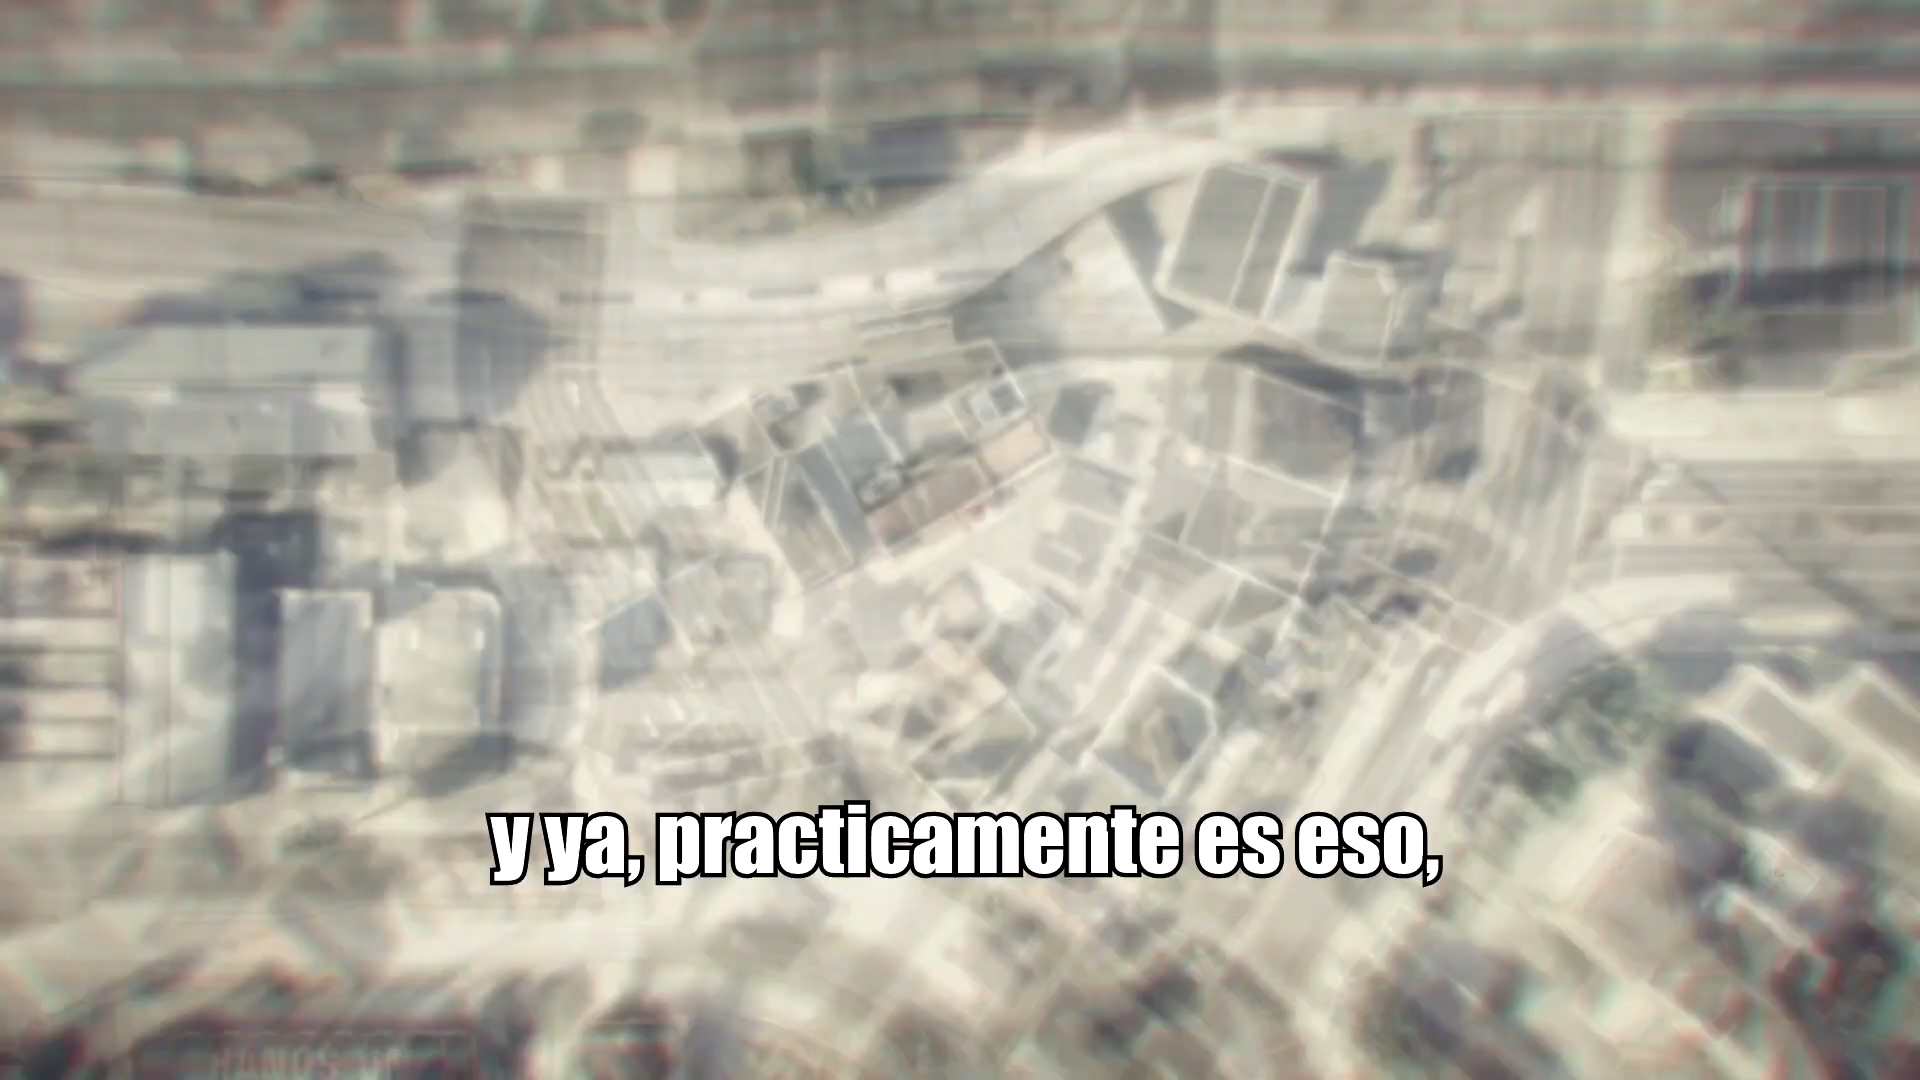 y ya, practicamente es eso,